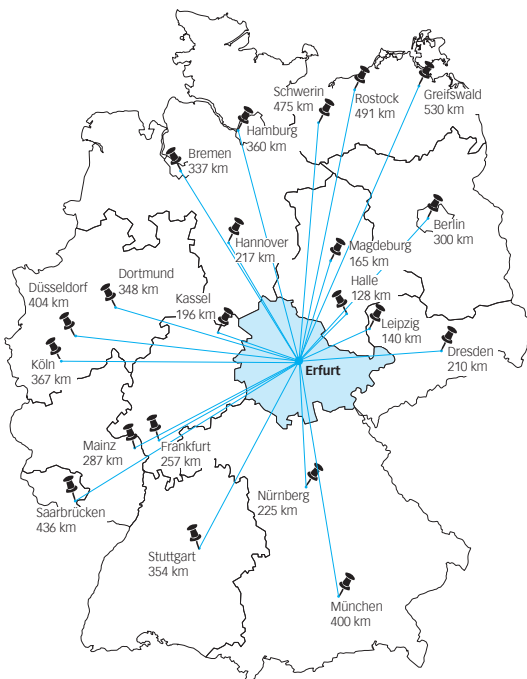 Schwerin
475 km
Rostock
491 km
Greifswald
530 km
Hamburg
360 km
Bremen
337 km
Berlin
300 km
Hannover
217 km
Magdeburg
165 km
Düsseldorf
404 km
Dortmund
348 km
Kassel
196 km
Halle
128 km
Leipzig
140 km
Dresden
210 km
Köln
367 km
Erfurt
Mainz
287 km
Frankfurt
257 km
Saarbrücken
436 km
Nürnberg
225 km
Stuttgart
354 km
München
400 km